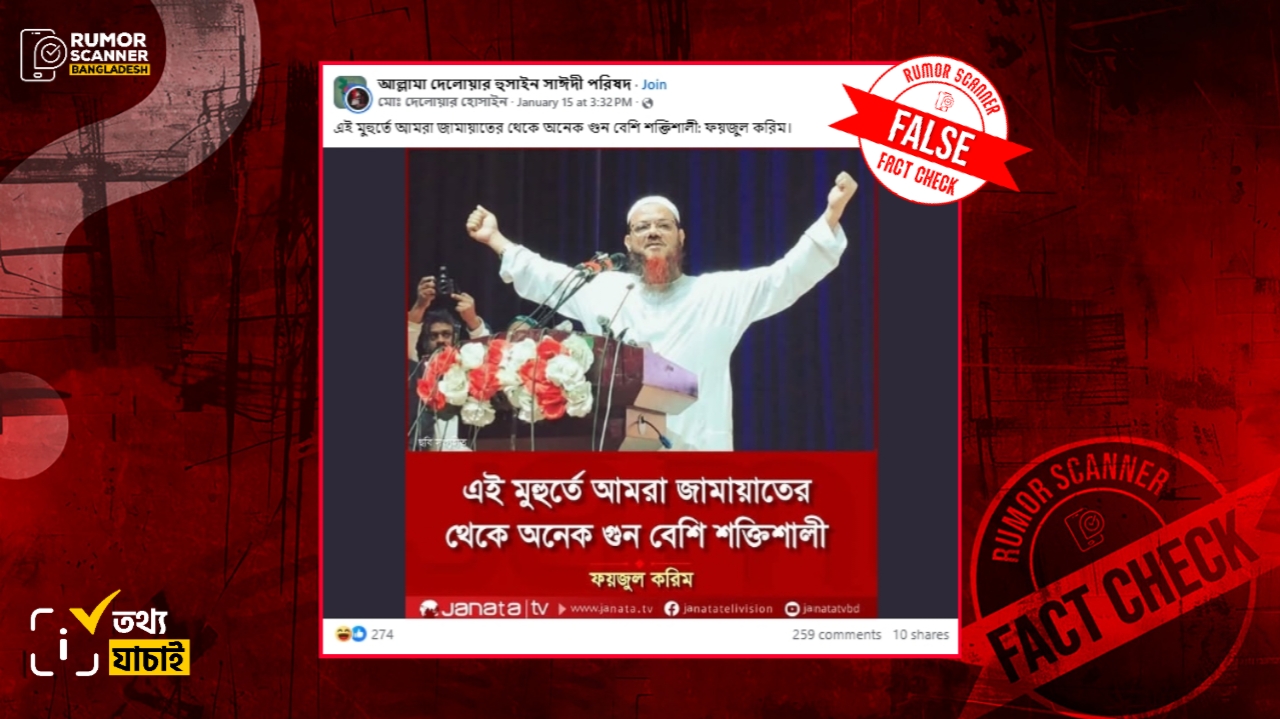 RUMOR
SCANNER
BANGLADESH
আল্লামা দেলোয়ার হুসাইন সাঈদী পরিষদ · Join
মোঃ দেলোয়ার হোসাইন · January 15 at 3:32 PM ·
এই মুহুর্তে আমরা জামায়াতের থেকে অনেক গুন বেশি শক্তিশালী: ফয়জুল করিম।
RUMOR SCANNER
FALSE
FACT CHECK
এই মুহুর্তে আমরা জামায়াতের
থেকে অনেক গুন বেশি শক্তিশালী
ফয়জুল করিম
Janata tv www.janata.tv janatatelivision janatatvbd
274 259 comments 10 shares
তথ্য
যাচাই
RUMOR SCANNER
FACT CHECK